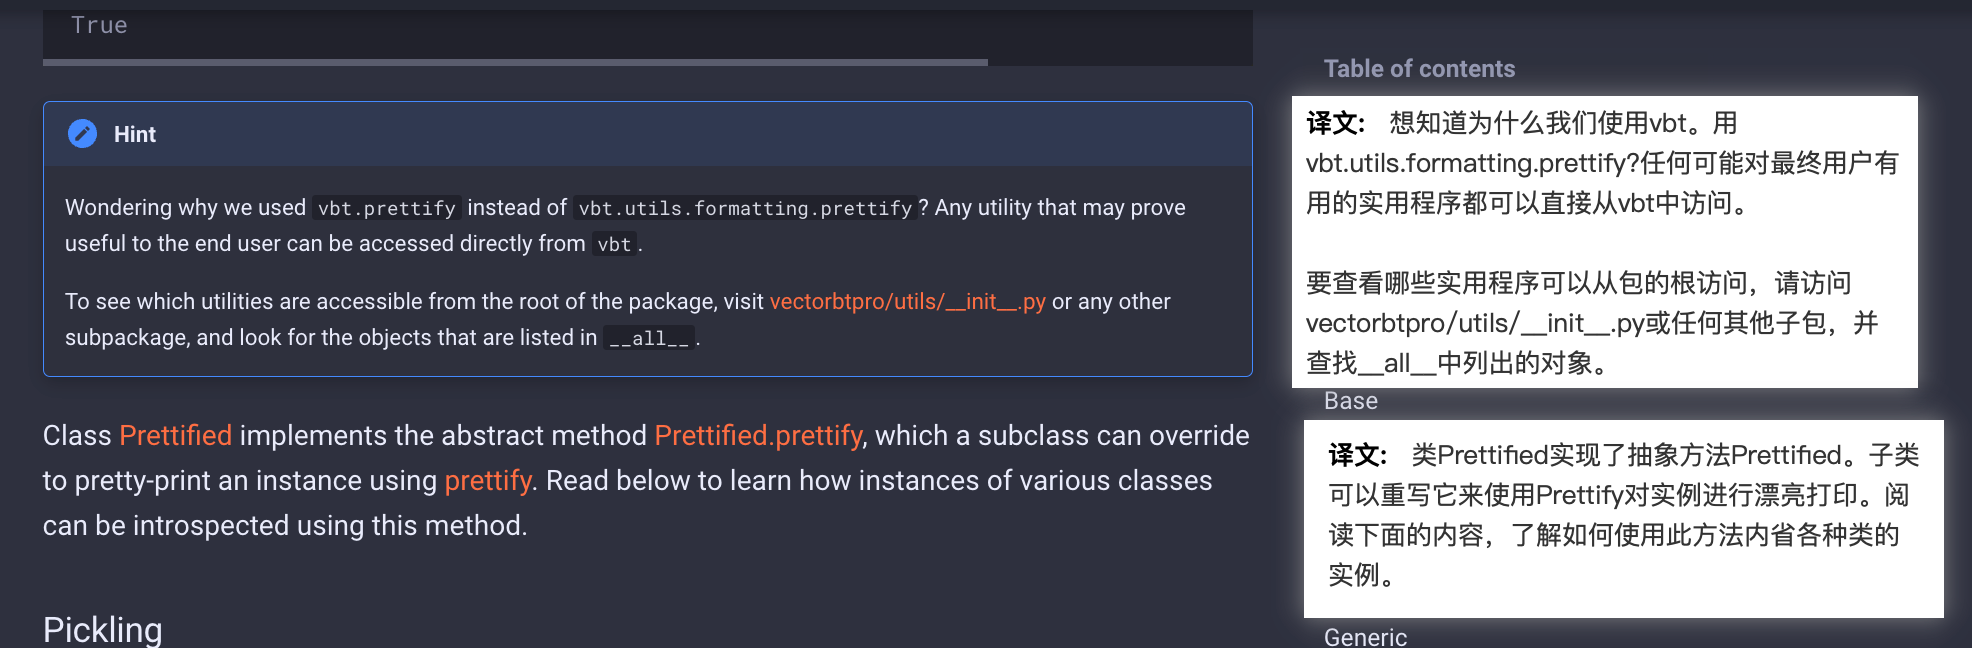 True
Hint
Wondering why we used vbt.prettify instead of vbt.utils.formatting.prettify? Any utility that may prove
useful to the end user can be accessed directly from vbt.
To see which utilities are accessible from the root of the package, visit vectorbtpro/utils/__init__.py or any other
subpackage, and look for the objects that are listed in __all__.
Class Prettified implements the abstract method Prettified.prettify, which a subclass can override
to pretty-print an instance using prettify. Read below to learn how instances of various classes
can be introspected using this method.
Pickling
Table of contents
译文: 想知道为什么我们使用vbt。用
vbt.utils.formatting.prettify?任何可能对最终用户有
用的实用程序都可以直接从vbt中访问。
要查看哪些实用程序可以从包的根访问，请访问
vectorbtpro/utils/__init__.py或任何其他子包，并
查找__all__中列出的对象。
Base
译文: 类Prettified实现了抽象方法Prettified。子类
可以重写它来使用Prettify对实例进行漂亮打印。阅
读下面的内容，了解如何使用此方法内省各种类的
实例。
Generic